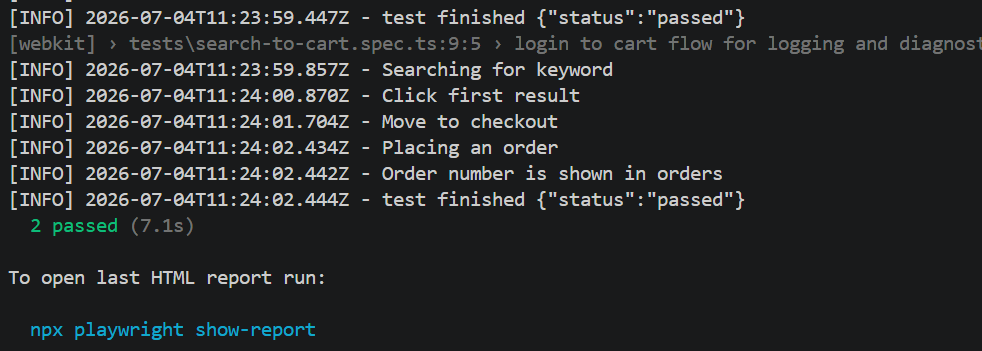 [INFO] 2026-07-04T11:23:59.447Z - test finished {"status":"passed"}
[webkit] › tests\search-to-cart.spec.ts:9:5 › login to cart flow for logging and diagnost
[INFO] 2026-07-04T11:23:59.857Z - Searching for keyword
[INFO] 2026-07-04T11:24:00.870Z - Click first result
[INFO] 2026-07-04T11:24:01.704Z - Move to checkout
[INFO] 2026-07-04T11:24:02.434Z - Placing an order
[INFO] 2026-07-04T11:24:02.442Z - Order number is shown in orders
[INFO] 2026-07-04T11:24:02.444Z - test finished {"status":"passed"}
2 passed (7.1s)
To open last HTML report run:
npx playwright show-report